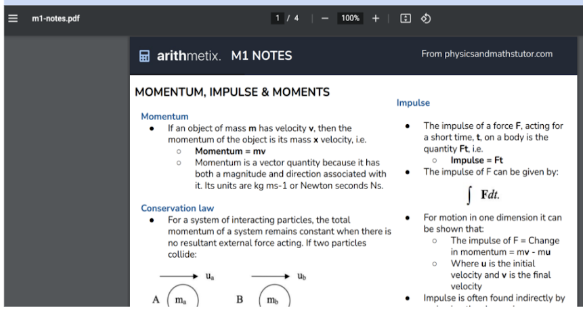 m1-notes.pdf
1 / 4
100%
arithmetix. M1 NOTES
From physicsandmathstutor.com
MOMENTUM, IMPULSE & MOMENTS
Momentum
If an object of mass m has velocity v, then the
momentum of the object is its mass x velocity, i.e.
Momentum = mv
Momentum is a vector quantity because it has
both a magnitude and direction associated with
it. Its units are kg ms-1 or Newton seconds Ns.
Conservation law
For a system of interacting particles, the total
momentum of a system remains constant when there is
no resultant external force acting. If two particles
collide:
uₐ
u_b
A mₐ B m_b
Impulse
The impulse of a force F, acting for
a short time, t, on a body is the
quantity Ft, i.e.
Impulse = Ft
The impulse of F can be given by:
∫ Fdt.
For motion in one dimension it can
be shown that:
The impulse of F = Change
in momentum = mv - mu
Where u is the initial
velocity and v is the final
velocity
Impulse is often found indirectly by